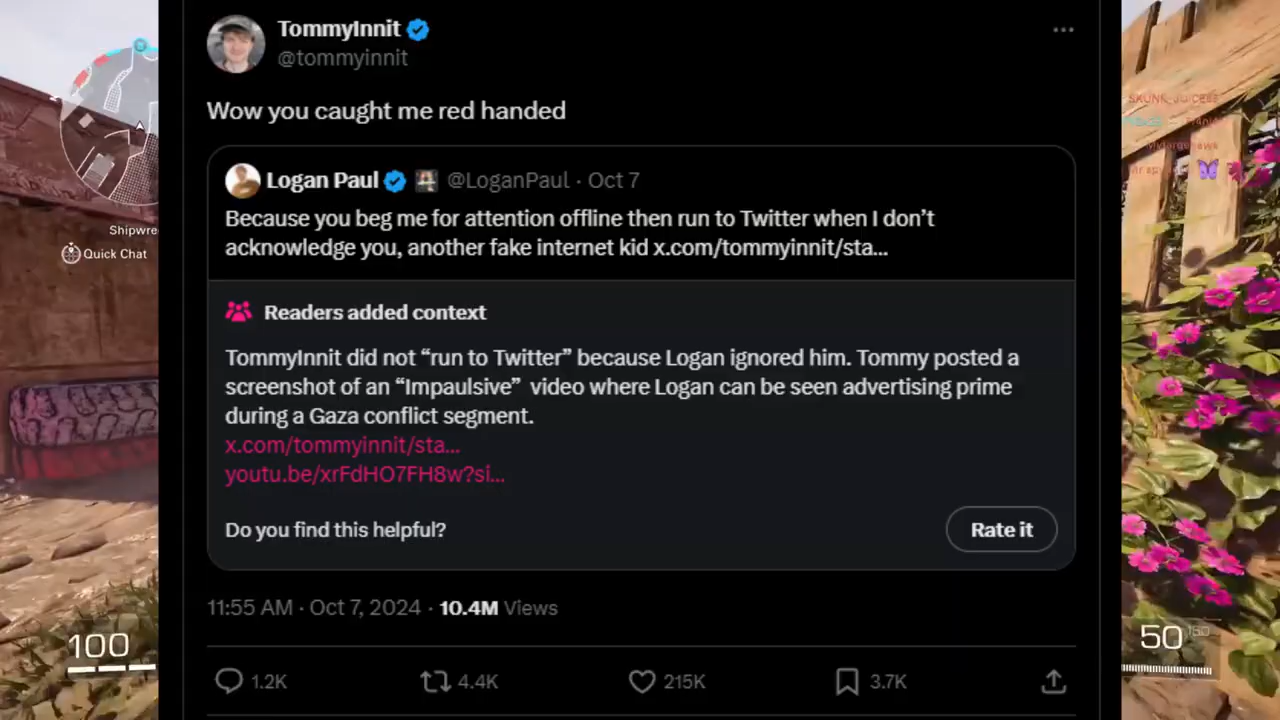 TommyInnit
@tommyinnit
Wow you caught me red handed
Logan Paul @LoganPaul · Oct 7
Because you beg me for attention offline then run to Twitter when I don’t
acknowledge you, another fake internet kid x.com/tommyinnit/sta...
Readers added context
TommyInnit did not “run to Twitter” because Logan ignored him. Tommy posted a
screenshot of an “Impaulsive” video where Logan can be seen advertising prime
during a Gaza conflict segment.
x.com/tommyinnit/sta...
youtu.be/xrFdHO7FH8w?si...
Do you find this helpful?
Rate it
11:55 AM · Oct 7, 2024 · 10.4M Views
1.2K 4.4K 215K 3.7K
Shipwre
Quick Chat
100
50